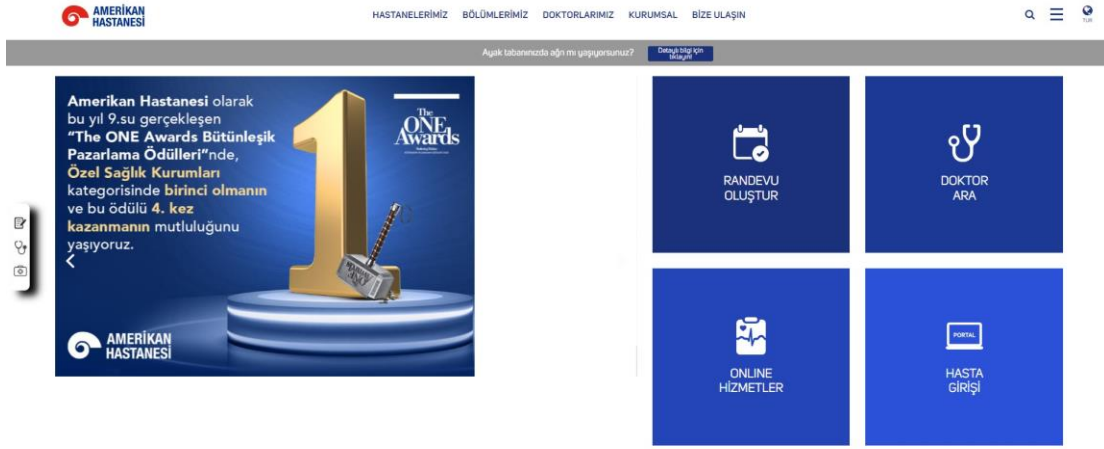 AMERİKAN
HASTANESİ
HASTANELERİMİZ BÖLÜMLERİMİZ DOKTORLARIMIZ KURUMSAL BİZE ULAŞIN
TUR
Ayak tabanınızda ağrı mı yaşıyorsunuz?
Detaylı bilgi için
tıklayın!
Amerikan Hastanesi olarak
bu yıl 9.su gerçekleşen
"The ONE Awards Bütünleşik
Pazarlama Ödülleri"nde,
Özel Sağlık Kurumları
kategorisinde birinci olmanın
ve bu ödülü 4. kez
kazanmanın mutluluğunu
yaşıyoruz.
The
ONE
Awards
1
AMERİKAN
HASTANESİ
RANDEVU
OLUŞTUR
DOKTOR
ARA
ONLINE
HİZMETLER
PORTAL
HASTA
GİRİŞİ